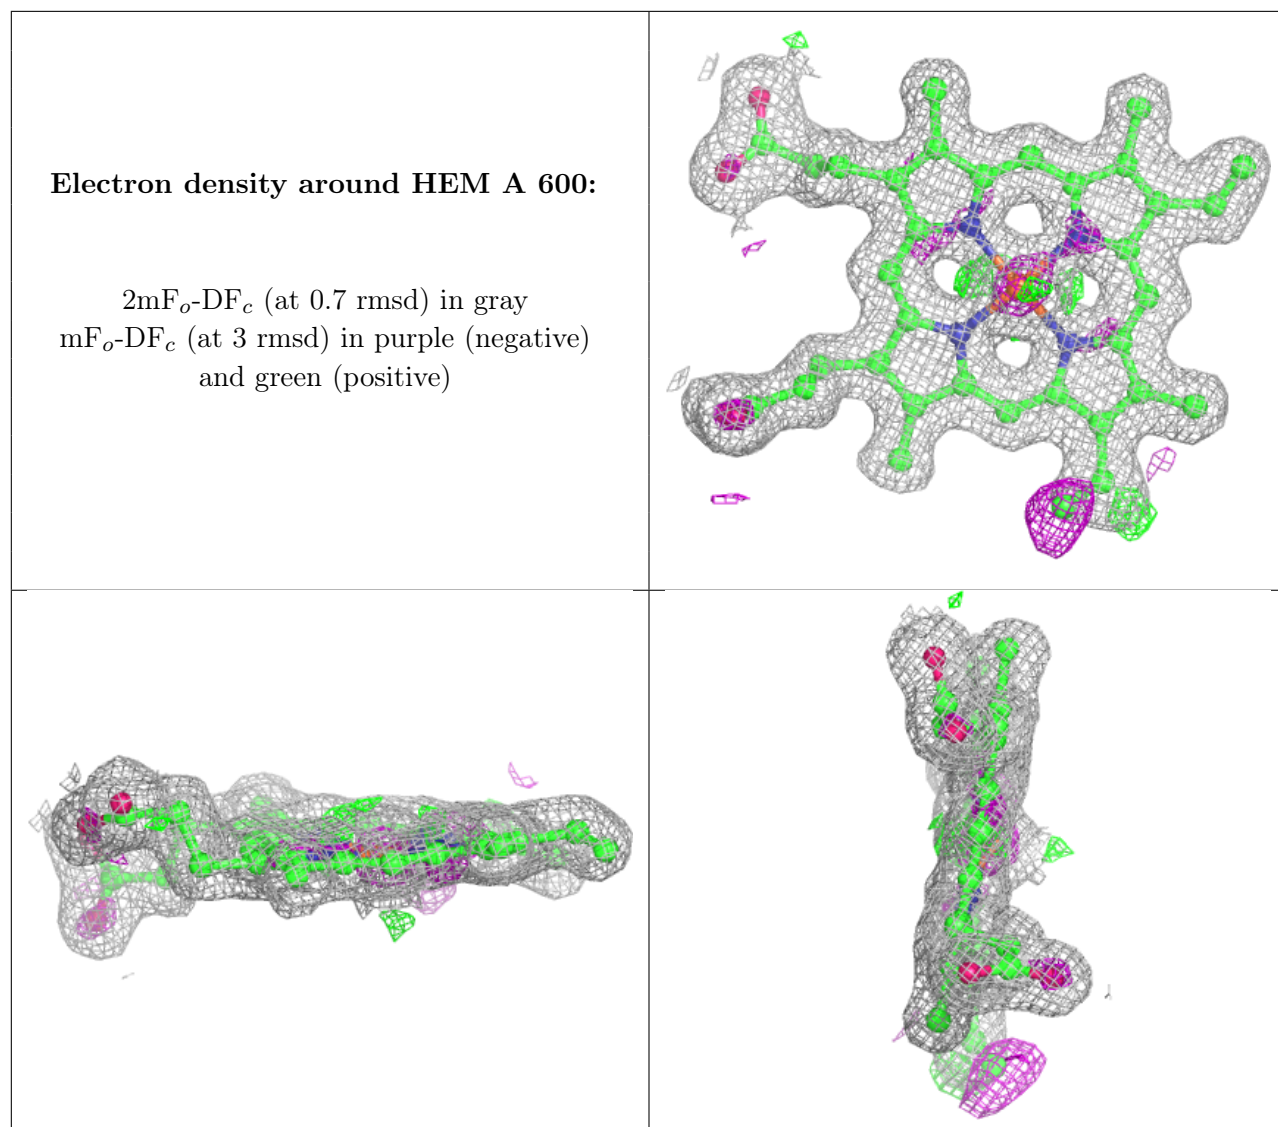 Electron density around HEM A 600:
2mFo-DFc (at 0.7 rmsd) in gray
mFo-DFc (at 3 rmsd) in purple (negative)
and green (positive)